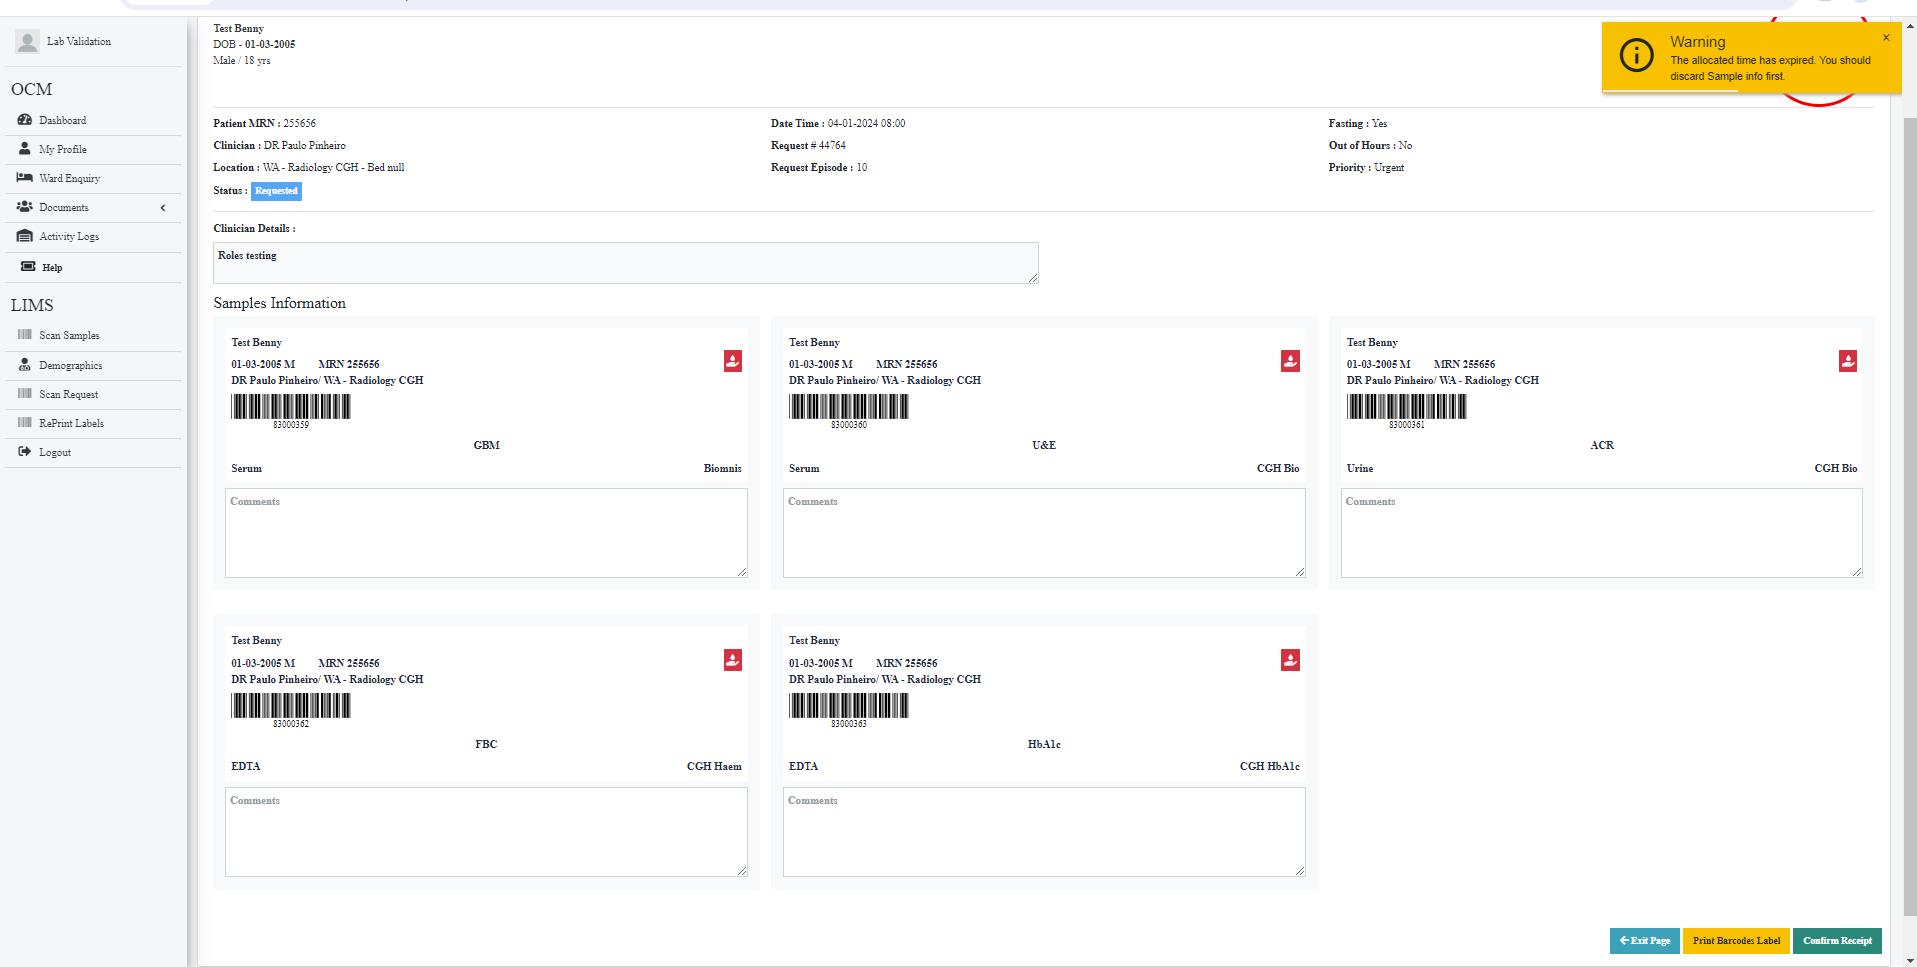 Lab Validation
OCM
Dashboard
My Profile
Ward Enquiry
Documents
Activity Logs
Help
LIMS
Scan Samples
Demographics
Scan Request
RePrint Labels
Logout
Test Benny
DOB - 01-03-2005
Male / 18 yrs
Warning
The allocated time has expired. You should
discard Sample info first.
Patient MRN : 255656
Date Time : 04-01-2024 08:00
Fasting : Yes
Clinician : DR Paulo Pinheiro
Request # 44764
Out of Hours : No
Location : WA - Radiology CGH - Bed null
Request Episode : 10
Priority : Urgent
Status : Requested
Clinician Details :
Roles testing
Samples Information
Test Benny
01-03-2005 M MRN 255656
DR Paulo Pinheiro/ WA - Radiology CGH
83000359
GBM
Serum Biomnis
Comments
Test Benny
01-03-2005 M MRN 255656
DR Paulo Pinheiro/ WA - Radiology CGH
83000360
U&E
Serum CGH Bio
Comments
Test Benny
01-03-2005 M MRN 255656
DR Paulo Pinheiro/ WA - Radiology CGH
83000361
ACR
Urine CGH Bio
Comments
Test Benny
01-03-2005 M MRN 255656
DR Paulo Pinheiro/ WA - Radiology CGH
83000362
FBC
EDTA CGH Haem
Comments
Test Benny
01-03-2005 M MRN 255656
DR Paulo Pinheiro/ WA - Radiology CGH
83000363
HbA1c
EDTA CGH HbA1c
Comments
Exit Page
Print Barcodes Label
Confirm Receipt